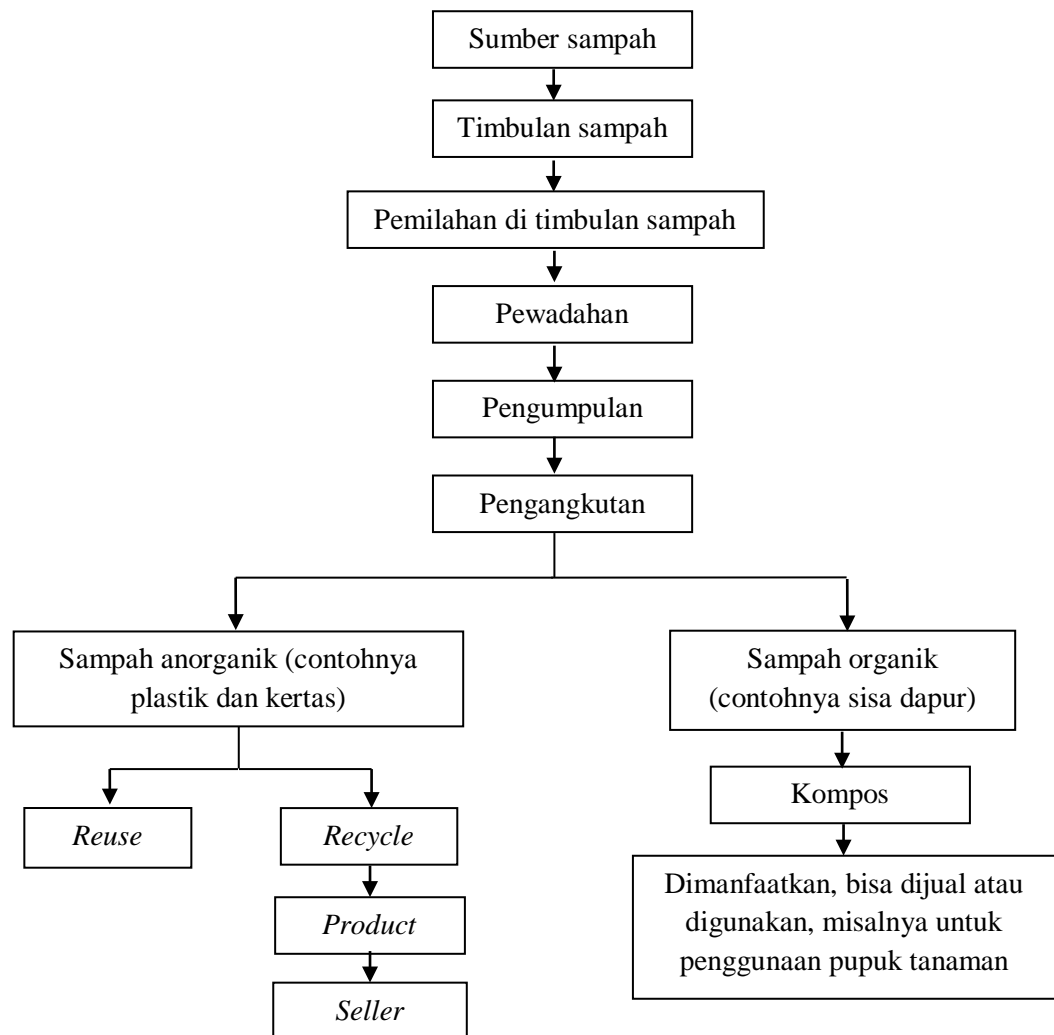 Sumber sampah
Timbulan sampah
Pemilahan di timbulan sampah
Pewadahan
Pengumpulan
Pengangkutan
Sampah anorganik (contohnya
plastik dan kertas)
Reuse
Recycle
Product
Seller
Sampah organik
(contohnya sisa dapur)
Kompos
Dimanfaatkan, bisa dijual atau
digunakan, misalnya untuk
penggunaan pupuk tanaman